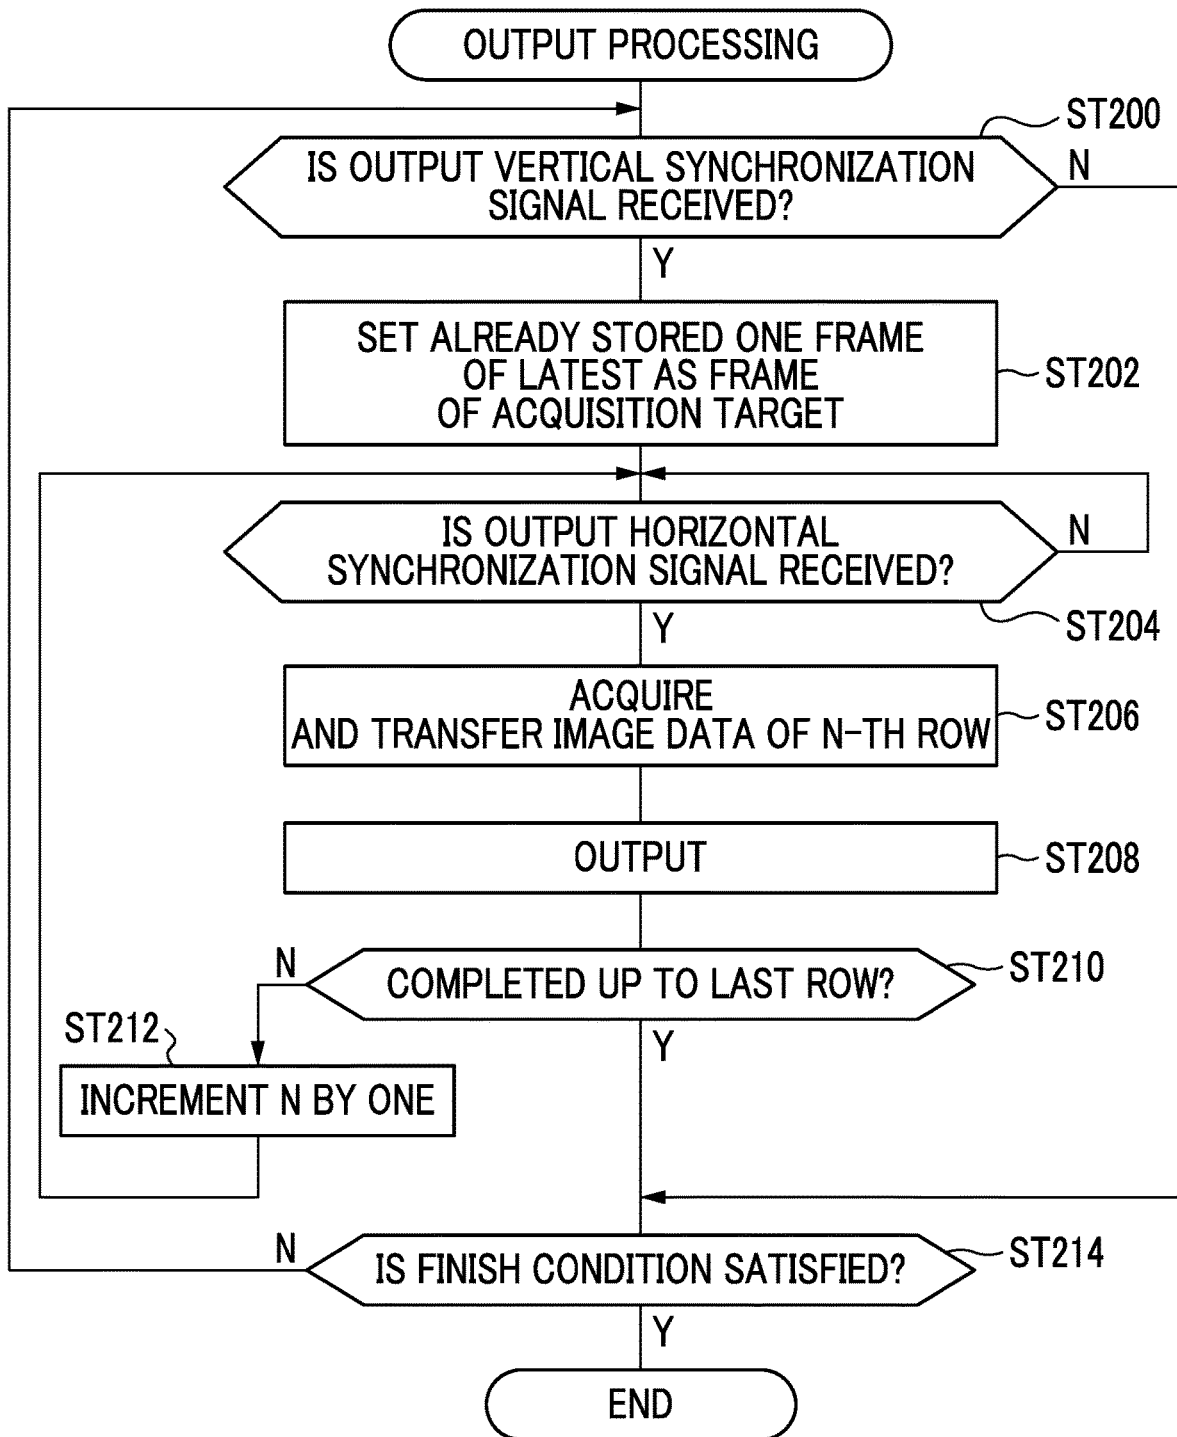 OUTPUT PROCESSING
ST200
IS OUTPUT VERTICAL SYNCHRONIZATION
SIGNAL RECEIVED?
N
Y
SET ALREADY STORED ONE FRAME
OF LATEST AS FRAME
OF ACQUISITION TARGET
ST202
IS OUTPUT HORIZONTAL
SYNCHRONIZATION SIGNAL RECEIVED?
N
ST204
Y
ACQUIRE
AND TRANSFER IMAGE DATA OF N-TH ROW
ST206
OUTPUT
ST208
N
COMPLETED UP TO LAST ROW?
ST210
ST212
Y
INCREMENT N BY ONE
N
IS FINISH CONDITION SATISFIED?
ST214
Y
END